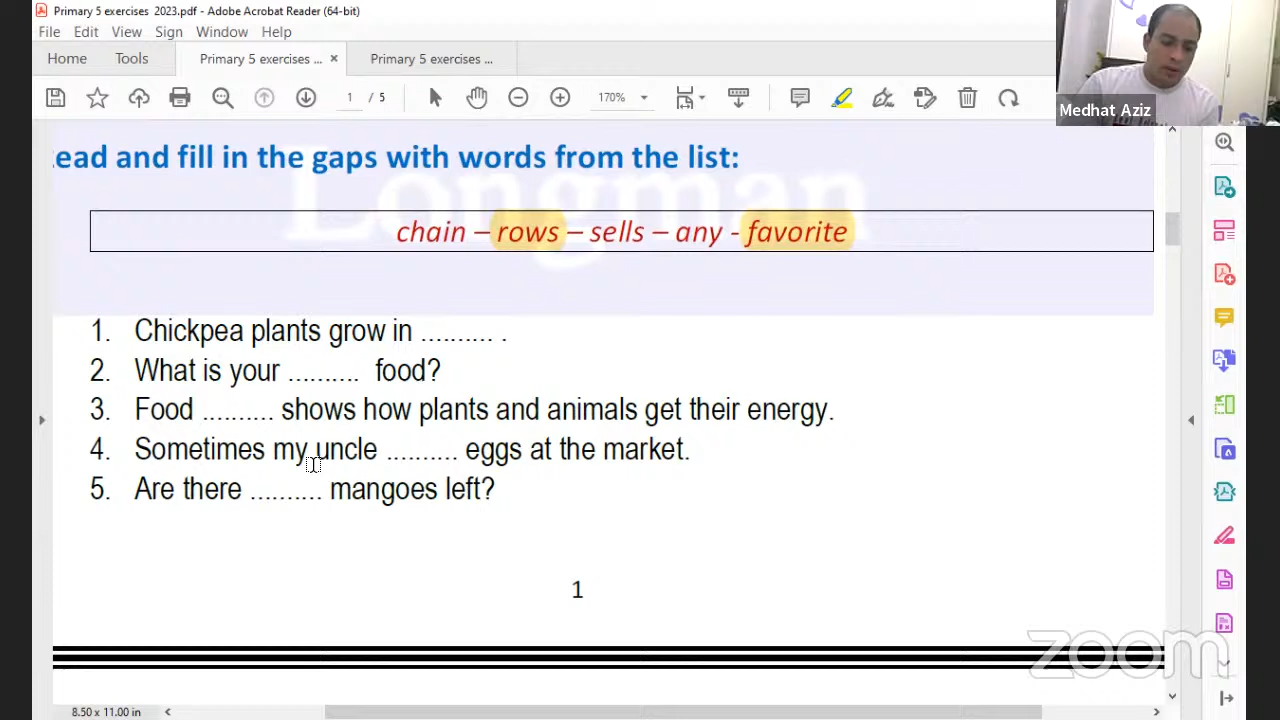 Primary 5 exercises 2023.pdf - Adobe Acrobat Reader (64-bit)
File Edit View Sign Window Help
Home Tools Primary 5 exercises ... × Primary 5 exercises ...
1 / 5 170%
Medhat Aziz
ead and fill in the gaps with words from the list:
Longman
chain – rows – sells – any - favorite
1. Chickpea plants grow in .......... .
2. What is your .......... food?
3. Food .......... shows how plants and animals get their energy.
4. Sometimes my uncle .......... eggs at the market.
5. Are there .......... mangoes left?
1
zoom
8.50 x 11.00 in